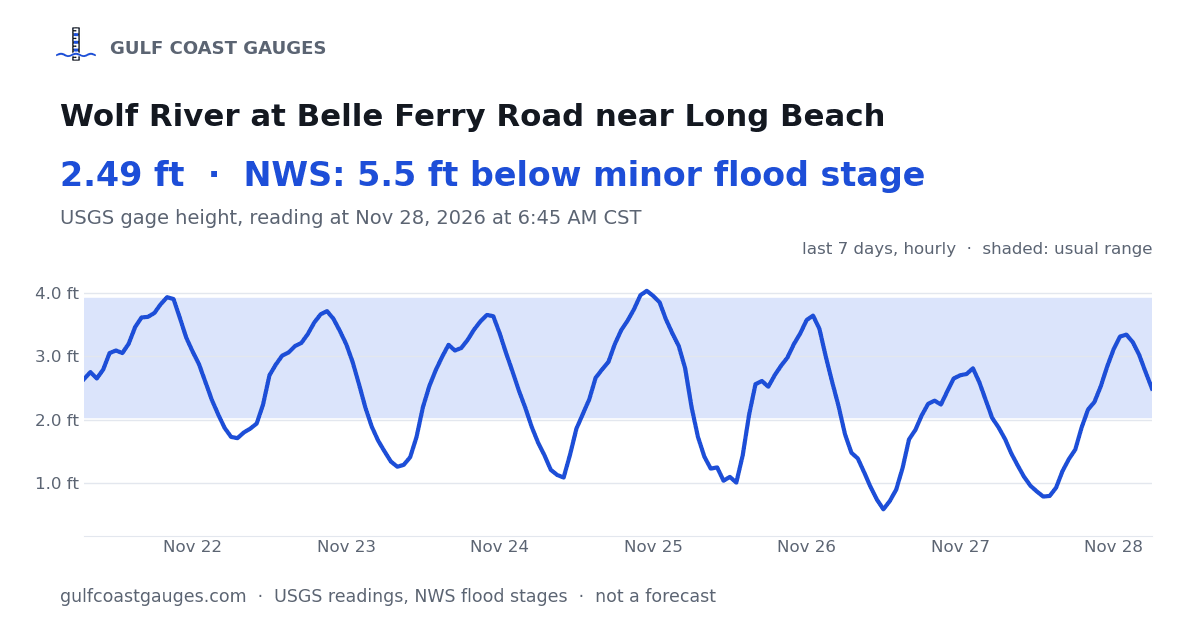 GULF COAST GAUGES
Wolf River at Belle Ferry Road near Long Beach
2.49 ft · NWS: 5.5 ft below minor flood stage
USGS gage height, reading at Nov 28, 2026 at 6:45 AM CST
last 7 days, hourly · shaded: usual range
4.0 ft
3.0 ft
2.0 ft
1.0 ft
Nov 22 Nov 23 Nov 24 Nov 25 Nov 26 Nov 27 Nov 28
gulfcoastgauges.com · USGS readings, NWS flood stages · not a forecast